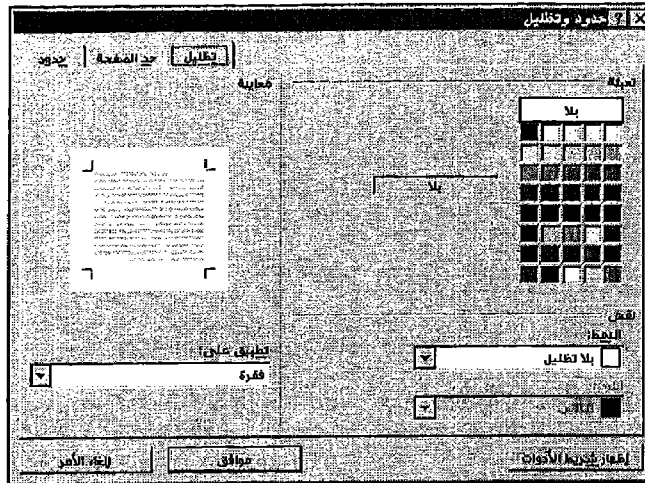 حدود وتظليل
حدود
حد الصفحة
تظليل
تعبئة
معاينة
بلا
بلا
نقش
النمط:
بلا تظليل
تطبيق على:
فقرة
إظهار شريط الأدوات
موافق
إلغاء الأمر